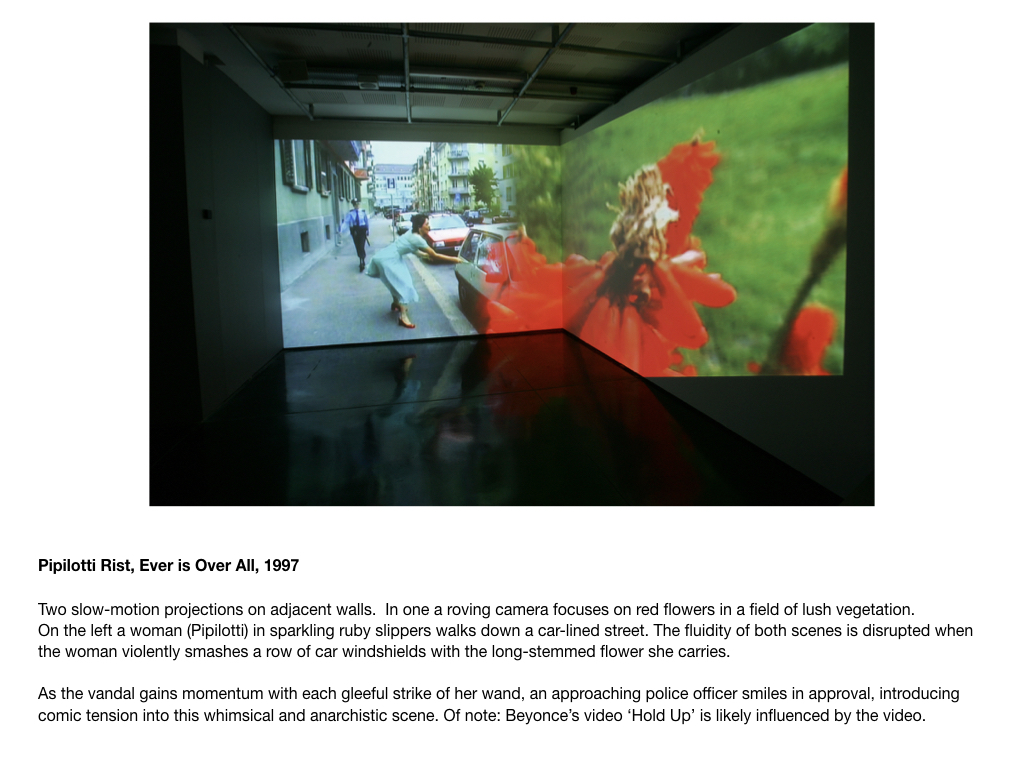 Pipilotti Rist, Ever is Over All, 1997
Two slow-motion projections on adjacent walls.  In one a roving camera focuses on red flowers in a field of lush vegetation.
On the left a woman (Pipilotti) in sparkling ruby slippers walks down a car-lined street. The fluidity of both scenes is disrupted when
the woman violently smashes a row of car windshields with the long-stemmed flower she carries.
As the vandal gains momentum with each gleeful strike of her wand, an approaching police officer smiles in approval, introducing
comic tension into this whimsical and anarchistic scene. Of note: Beyonce’s video ‘Hold Up’ is likely influenced by the video.